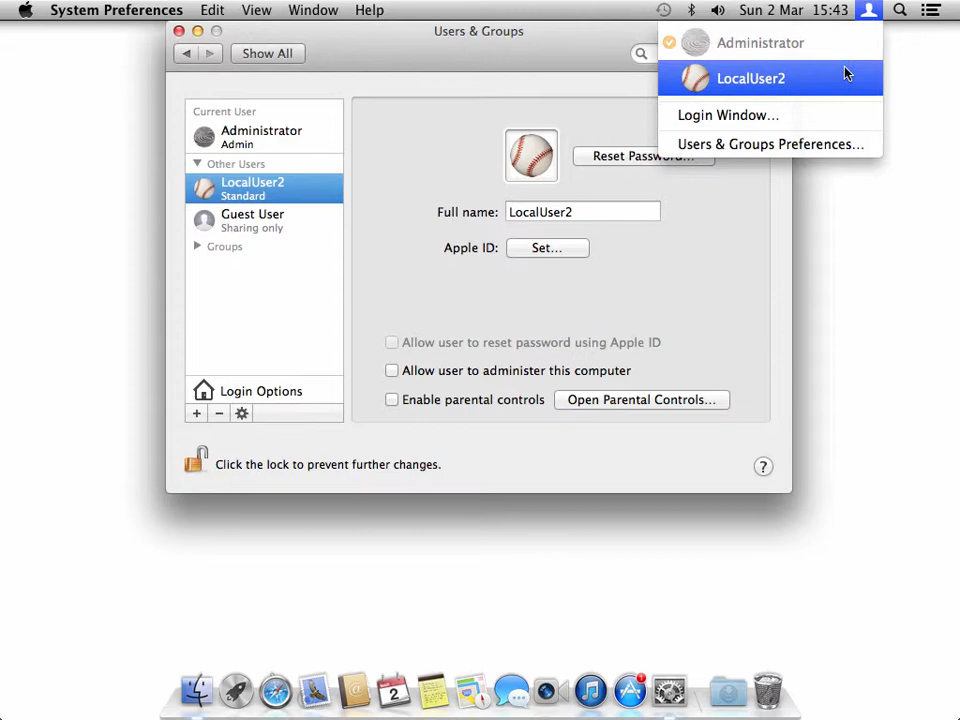 System Preferences Edit View Window Help Sun 2 Mar 15:43
Users & Groups
Show All
Administrator
LocalUser2
Login Window...
Users & Groups Preferences...
Current User
Administrator
Admin
Other Users
LocalUser2
Standard
Guest User
Sharing only
Groups
Login Options
+ −
Reset Password...
Full name: LocalUser2
Apple ID: Set...
Allow user to reset password using Apple ID
Allow user to administer this computer
Enable parental controls Open Parental Controls...
Click the lock to prevent further changes.
?
2
1